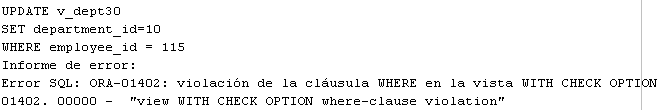 UPDATE v_dept30
SET department_id=10
WHERE employee_id = 115
Informe de error:
Error SQL: ORA-01402: violación de la cláusula WHERE en la vista WITH CHECK OPTION
01402. 00000 -  "view WITH CHECK OPTION where-clause violation"